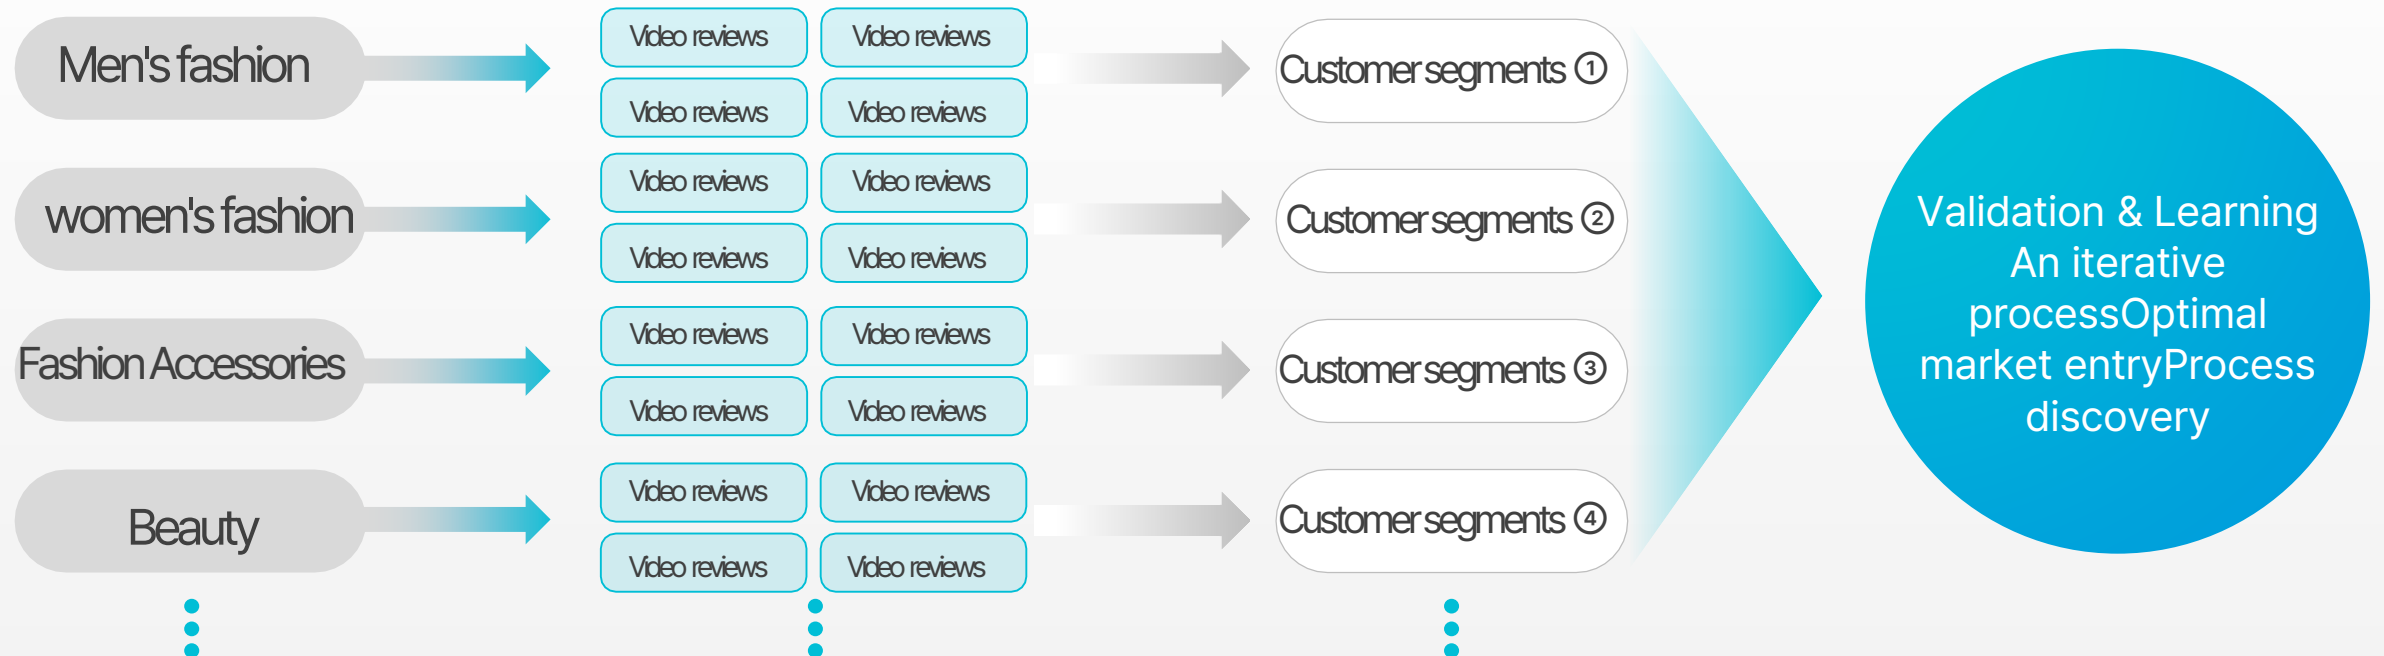 Men's fashion
Video reviews
Video reviews
Video reviews
Video reviews
Customer segments ①
women's fashion
Video reviews
Video reviews
Video reviews
Video reviews
Customer segments ②
Fashion Accessories
Video reviews
Video reviews
Video reviews
Video reviews
Customer segments ③
Beauty
Video reviews
Video reviews
Video reviews
Video reviews
Customer segments ④
Validation & Learning
An iterative
processOptimal
market entryProcess
discovery